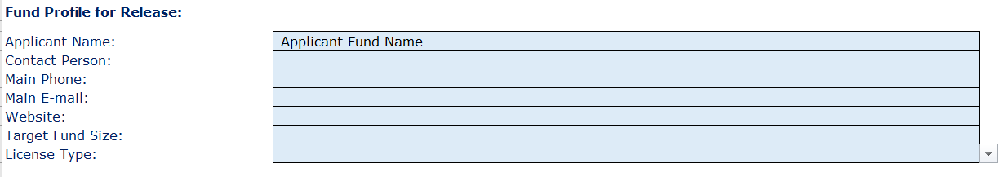 Fund Profile for Release:
Applicant Name: Applicant Fund Name
Contact Person:
Main Phone:
Main E-mail:
Website:
Target Fund Size:
License Type: